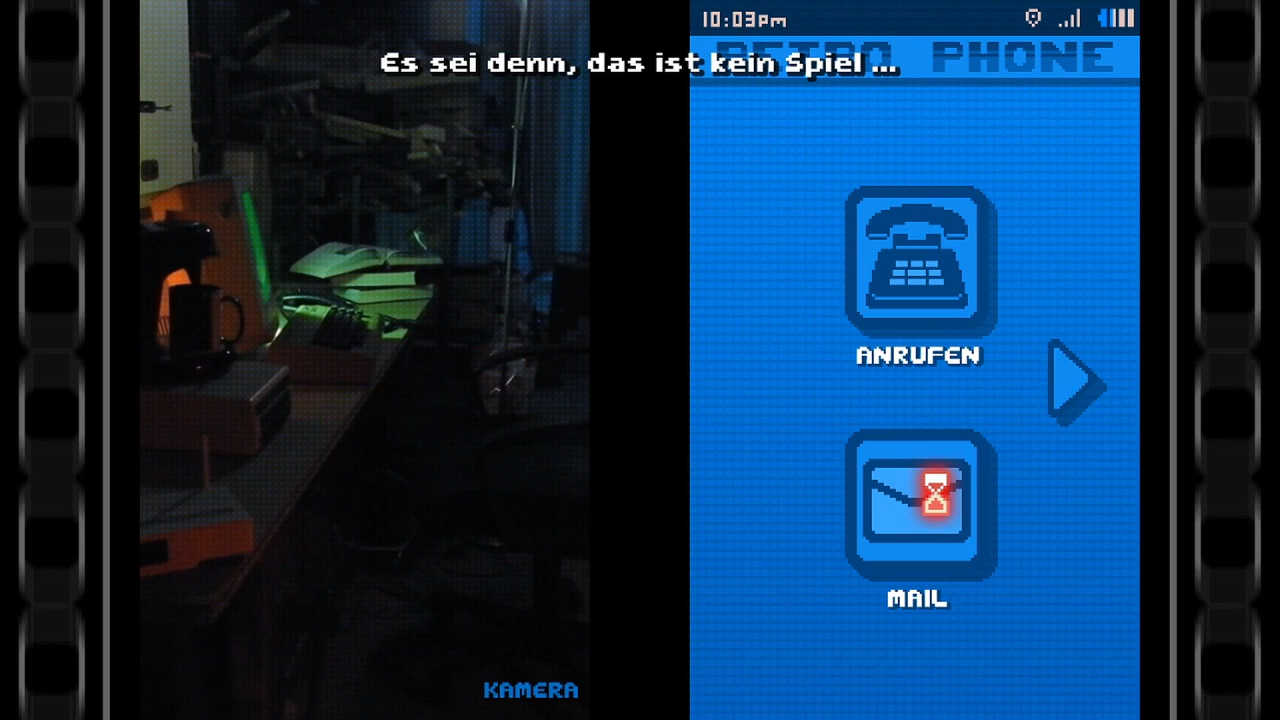 10:03pm
RETRO PHONE
Es sei denn, das ist kein Spiel ...
ANRUFEN
MAIL
KAMERA